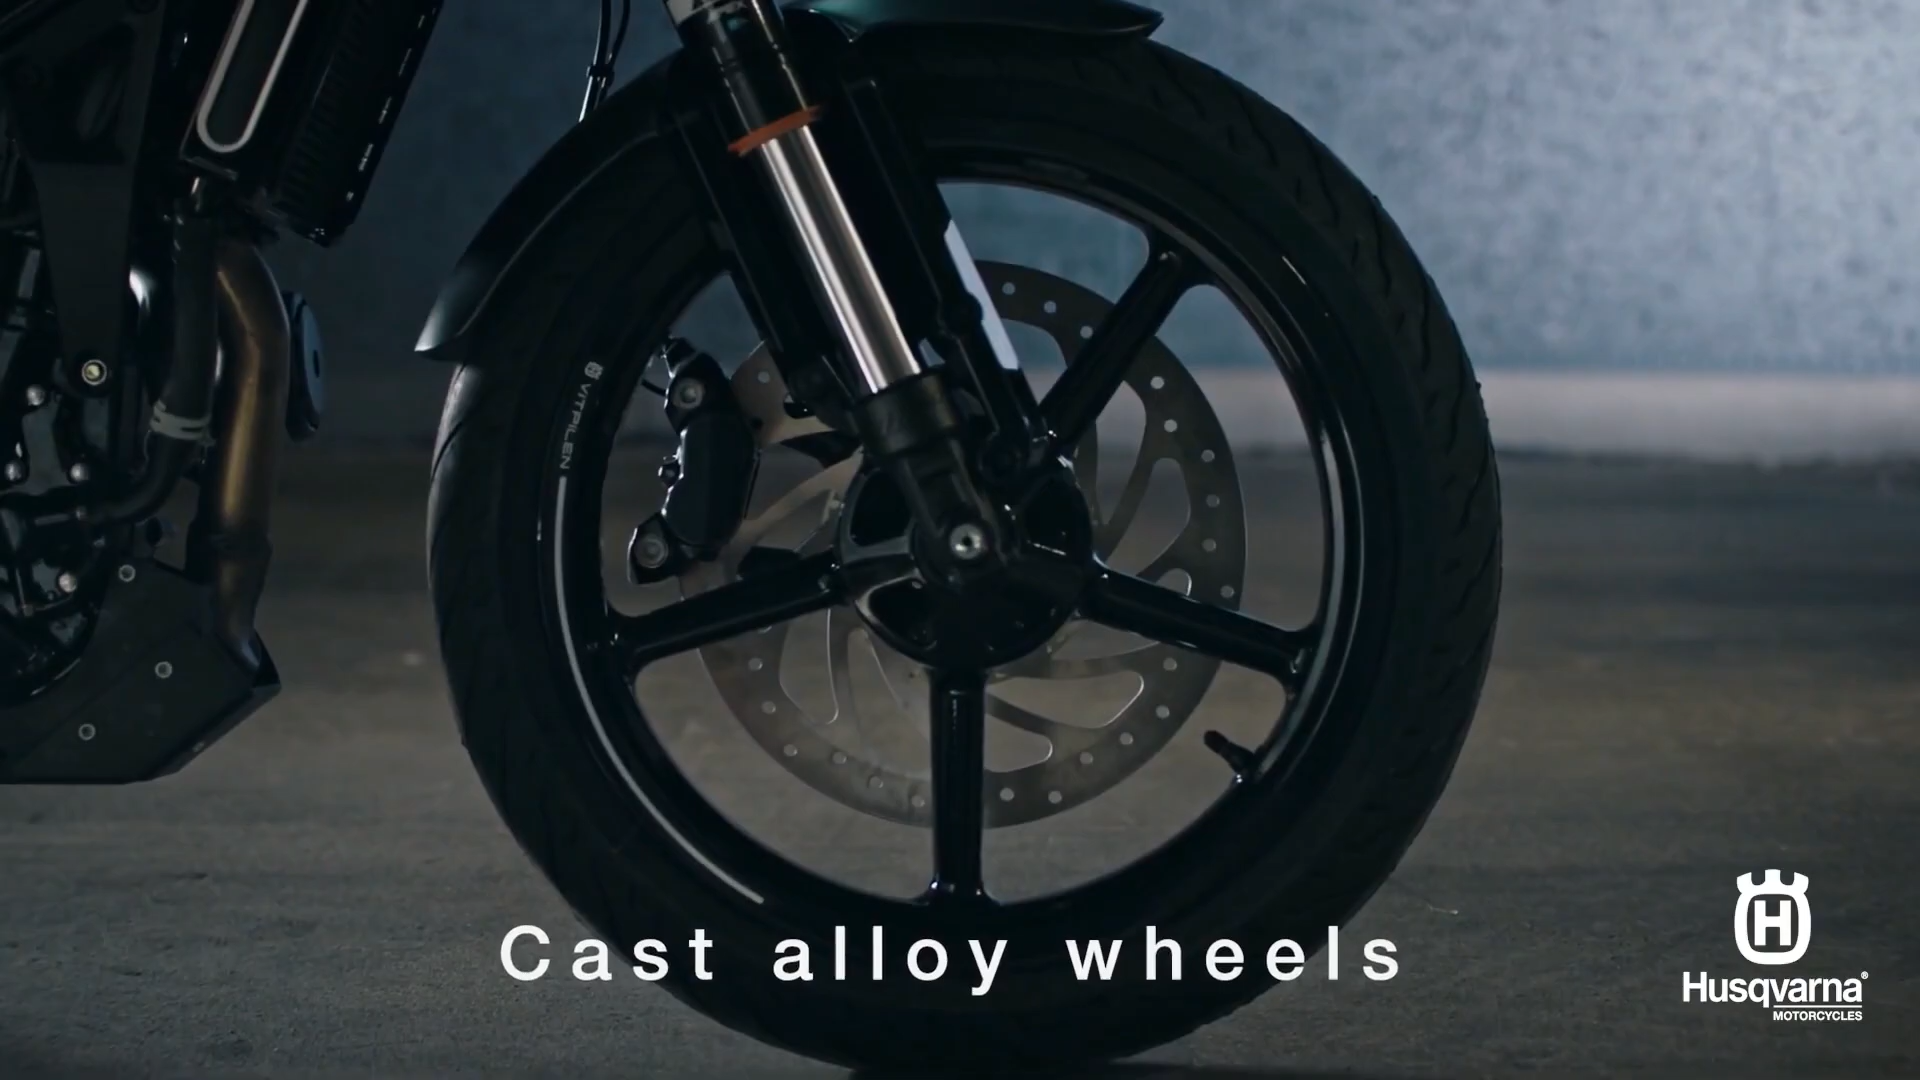 VITPILEN
Cast alloy wheels
H
Husqvarna®
MOTORCYCLES